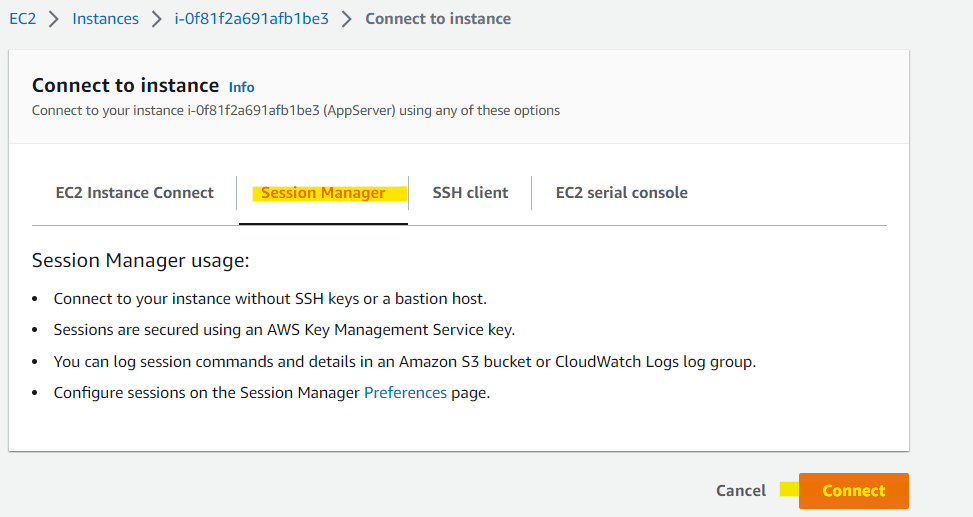 EC2 > Instances > i-0f81f2a691afb1be3 > Connect to instance
Connect to instance Info
Connect to your instance i-0f81f2a691afb1be3 (AppServer) using any of these options
EC2 Instance Connect Session Manager SSH client EC2 serial console
Session Manager usage:
• Connect to your instance without SSH keys or a bastion host.
• Sessions are secured using an AWS Key Management Service key.
• You can log session commands and details in an Amazon S3 bucket or CloudWatch Logs log group.
• Configure sessions on the Session Manager Preferences page.
Cancel Connect